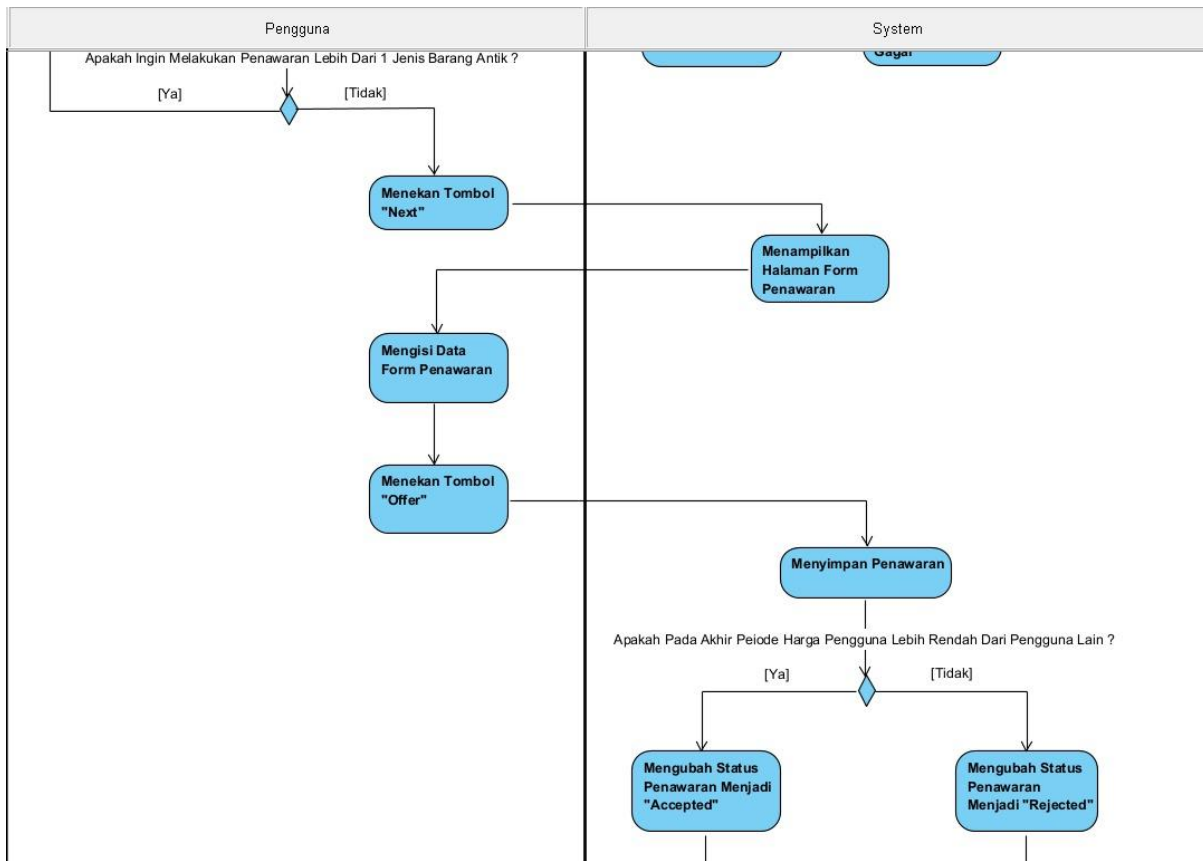 Pengguna
System
Apakah Ingin Melakukan Penawaran Lebih Dari 1 Jenis Barang Antik ?
Gagal
[Ya]
[Tidak]
Menekan Tombol
"Next"
Menampilkan
Halaman Form
Penawaran
Mengisi Data
Form Penawaran
Menekan Tombol
"Offer"
Menyimpan Penawaran
Apakah Pada Akhir Peiode Harga Pengguna Lebih Rendah Dari Pengguna Lain ?
[Ya]
[Tidak]
Mengubah Status
Penawaran Menjadi
"Accepted"
Mengubah Status
Penawaran
Menjadi "Rejected"